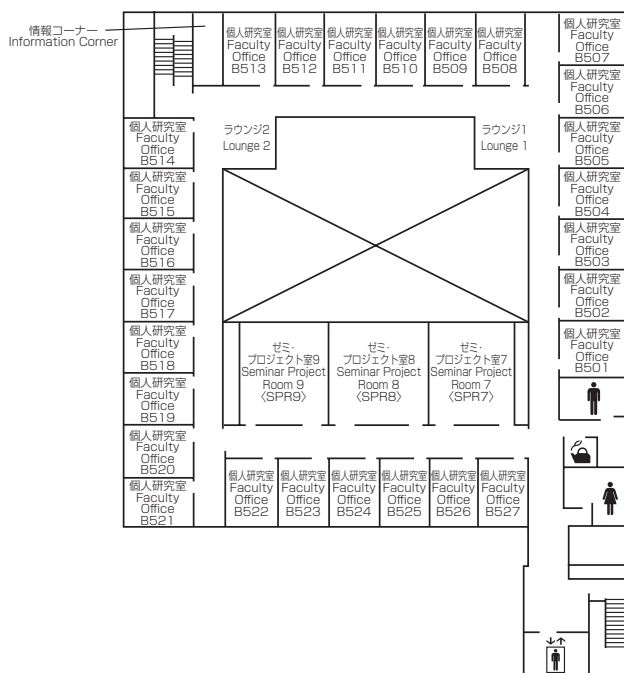 情報コーナー
Information Corner
個人研究室
Faculty
Office
B513
個人研究室
Faculty
Office
B512
個人研究室
Faculty
Office
B511
個人研究室
Faculty
Office
B510
個人研究室
Faculty
Office
B509
個人研究室
Faculty
Office
B508
個人研究室
Faculty
Office
B507
個人研究室
Faculty
Office
B506
個人研究室
Faculty
Office
B505
個人研究室
Faculty
Office
B504
個人研究室
Faculty
Office
B503
個人研究室
Faculty
Office
B502
個人研究室
Faculty
Office
B501
ラウンジ2
Lounge 2
ラウンジ1
Lounge 1
個人研究室
Faculty
Office
B514
個人研究室
Faculty
Office
B515
個人研究室
Faculty
Office
B516
個人研究室
Faculty
Office
B517
個人研究室
Faculty
Office
B518
個人研究室
Faculty
Office
B519
個人研究室
Faculty
Office
B520
個人研究室
Faculty
Office
B521
ゼミ・
プロジェクト室9
Seminar Project
Room 9
〈SPR9〉
ゼミ・
プロジェクト室8
Seminar Project
Room 8
〈SPR8〉
ゼミ・
プロジェクト室7
Seminar Project
Room 7
〈SPR7〉
個人研究室
Faculty
Office
B522
個人研究室
Faculty
Office
B523
個人研究室
Faculty
Office
B524
個人研究室
Faculty
Office
B525
個人研究室
Faculty
Office
B526
個人研究室
Faculty
Office
B527